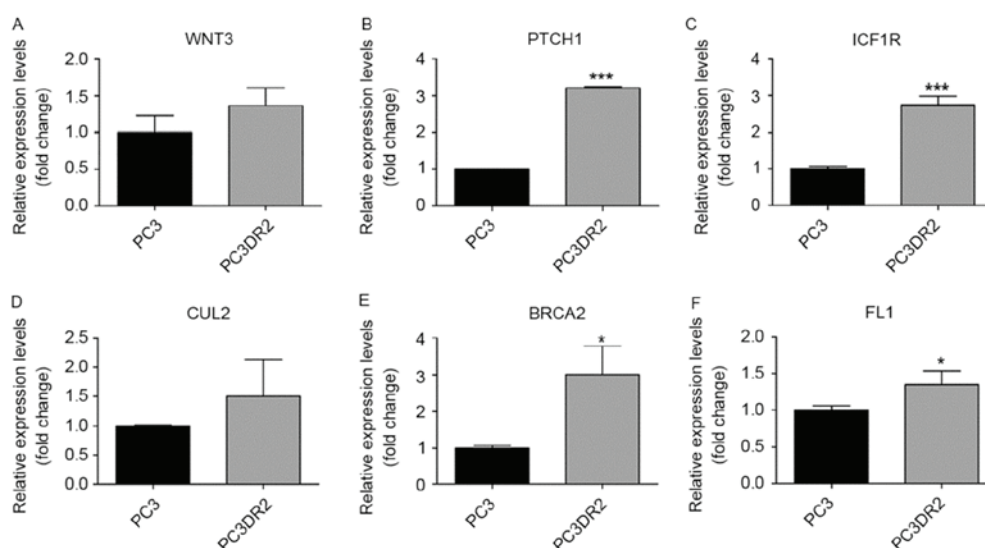 A
WNT3
Relative expression levels
(fold change)
2.0
1.5
1.0
0.5
0.0
PC3
PC3DR2
B
PTCH1
Relative expression levels
(fold change)
4
3
2
1
0
***
PC3
PC3DR2
C
ICF1R
Relative expression levels
(fold change)
4
3
2
1
0
***
PC3
PC3DR2
D
CUL2
Relative expression levels
(fold change)
2.5
2.0
1.5
1.0
0.5
0.0
PC3
PC3DR2
E
BRCA2
Relative expression levels
(fold change)
4
3
2
1
0
*
PC3
PC3DR2
F
FL1
Relative expression levels
(fold change)
2.0
1.5
1.0
0.5
0.0
*
PC3
PC3DR2